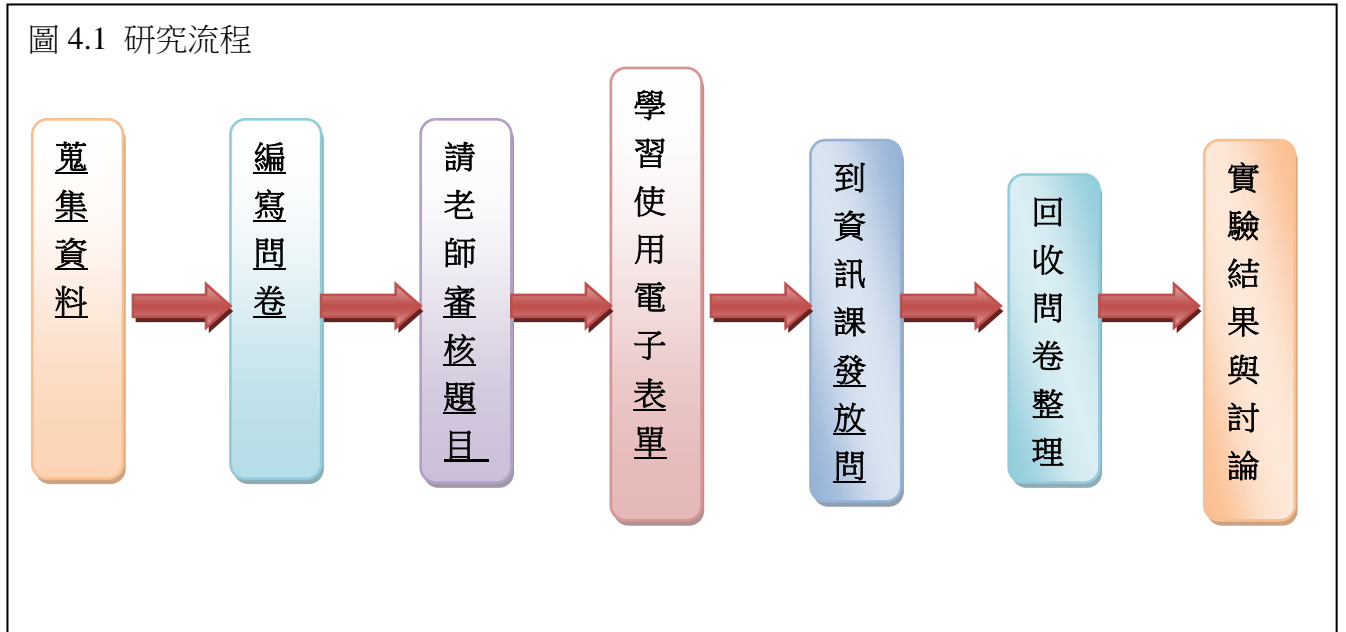 圖 4.1 研究流程
蒐集資料
編寫問卷
請老師審核題目
學習使用電子表單
到資訊課發放問
回收問卷整理
實驗結果與討論